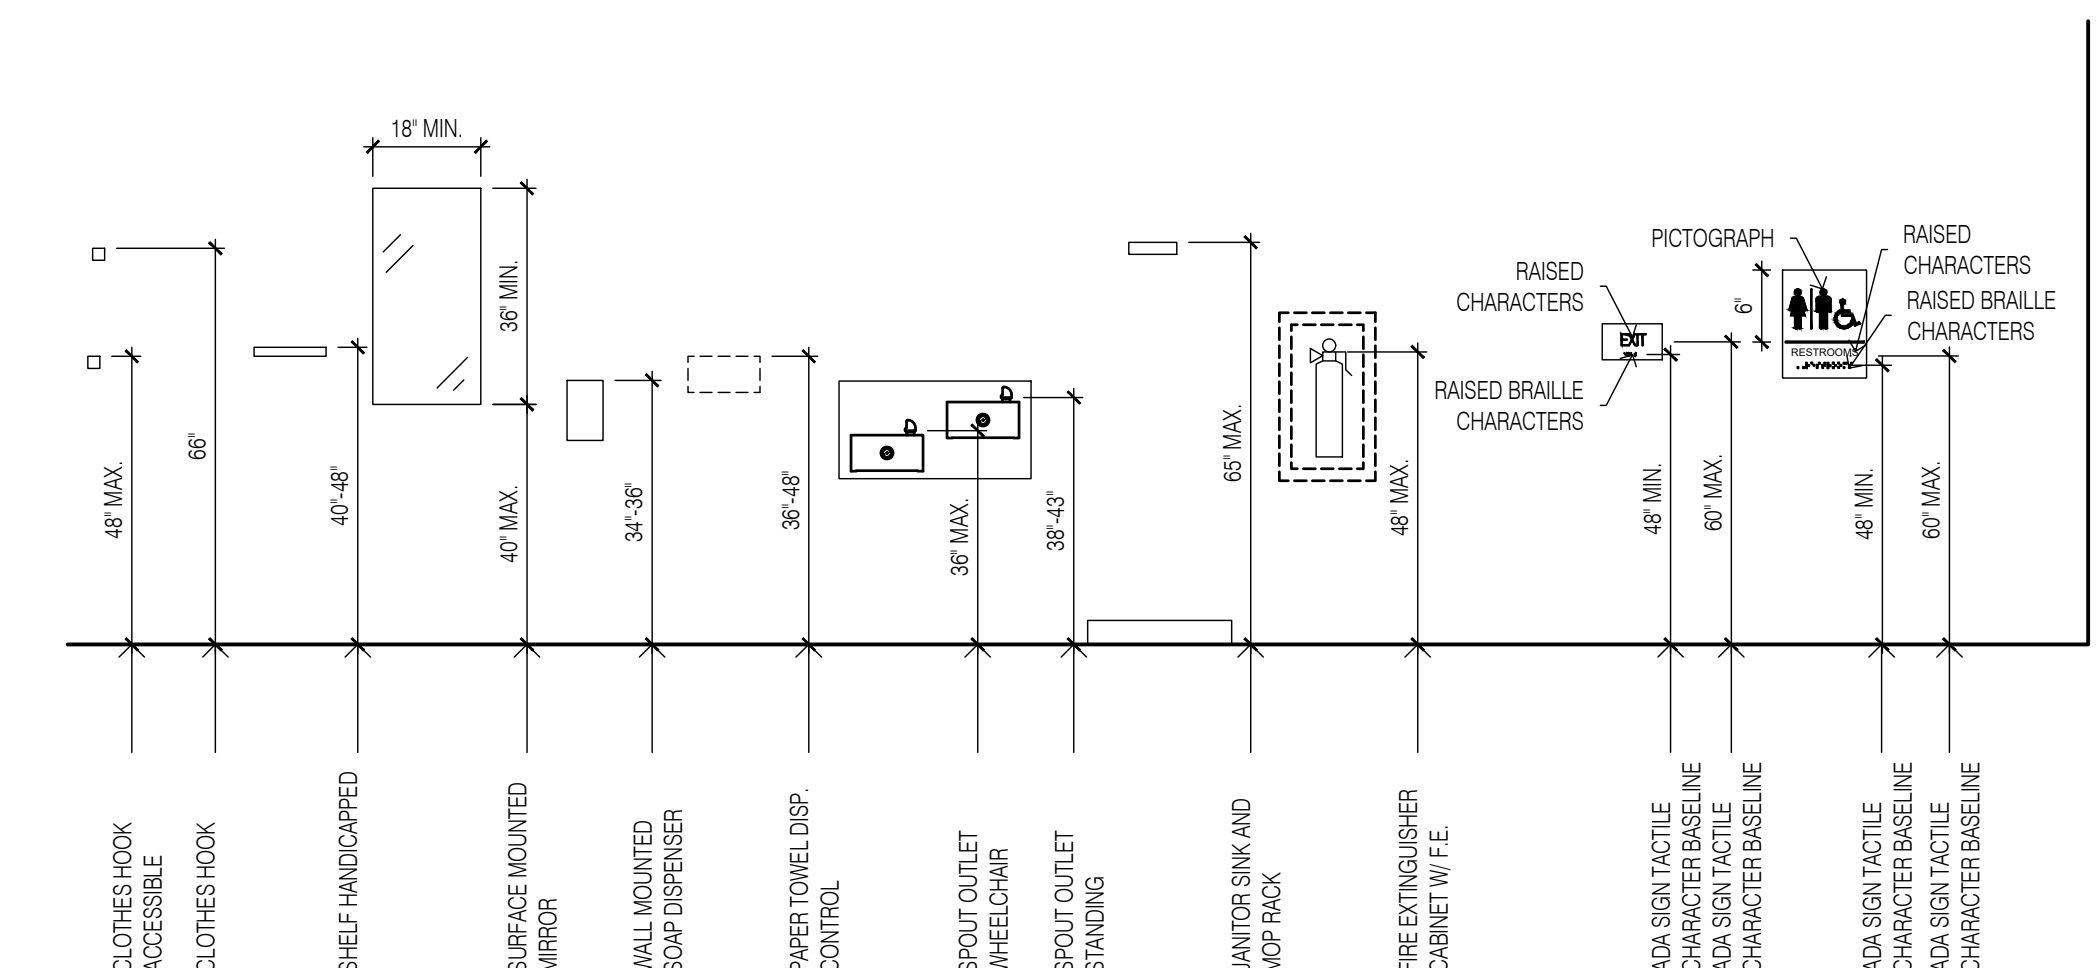 18" MIN.
36" MIN.
PICTOGRAPH
RAISED
CHARACTERS
RAISED BRAILLE
CHARACTERS
RAISED
CHARACTERS
6"
EXIT
RESTROOMS
RAISED BRAILLE
CHARACTERS
48" MAX.
66"
40"-48"
40" MAX.
34"-36"
36"-48"
36" MAX.
38"-43"
65" MAX.
48" MAX.
48" MIN.
60" MAX.
48" MIN.
60" MAX.
CLOTHES HOOK
ACCESSIBLE
CLOTHES HOOK
SHELF HANDICAPPED
SURFACE MOUNTED
MIRROR
WALL MOUNTED
SOAP DISPENSER
PAPER TOWEL DISP.
CONTROL
SPOUT OUTLET
WHEELCHAIR
SPOUT OUTLET
STANDING
JANITOR SINK AND
MOP RACK
FIRE EXTINGUISHER
CABINET W/ F.E.
ADA SIGN TACTILE
CHARACTER BASELINE
ADA SIGN TACTILE
CHARACTER BASELINE
ADA SIGN TACTILE
CHARACTER BASELINE
ADA SIGN TACTILE
CHARACTER BASELINE